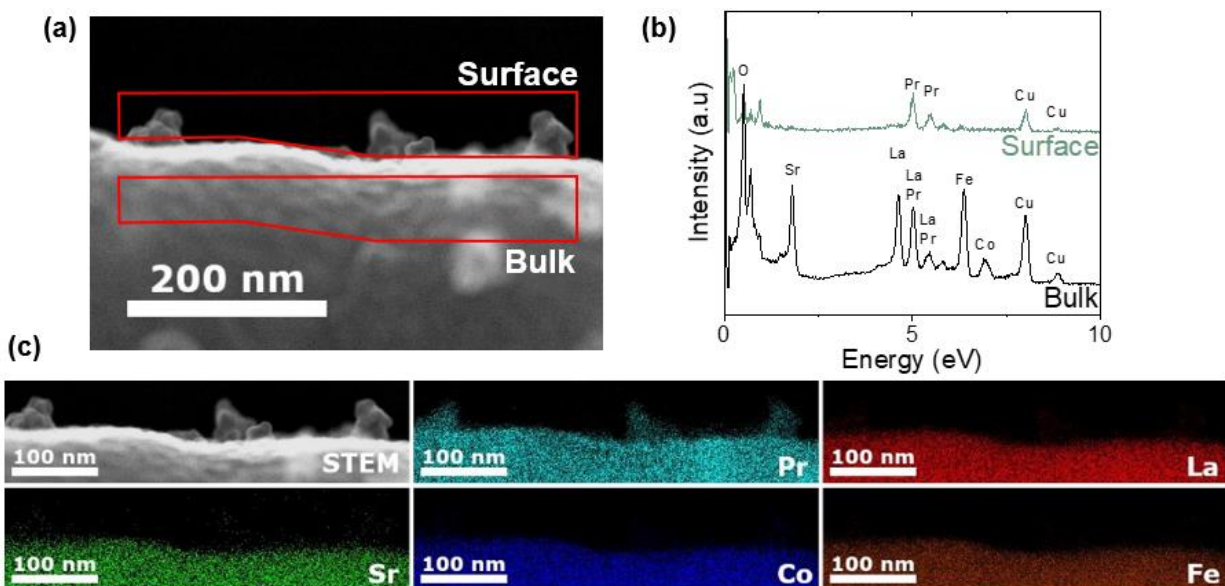 (a)
Surface
Bulk
200 nm
(b)
Intensity (a.u)
O
Pr
Pr
Cu
Cu
Surface
Sr
La
La
Pr
La
Pr
Fe
Co
Cu
Cu
Bulk
0
5
10
Energy (eV)
(c)
100 nm
STEM
100 nm
Pr
100 nm
La
100 nm
Sr
100 nm
Co
100 nm
Fe